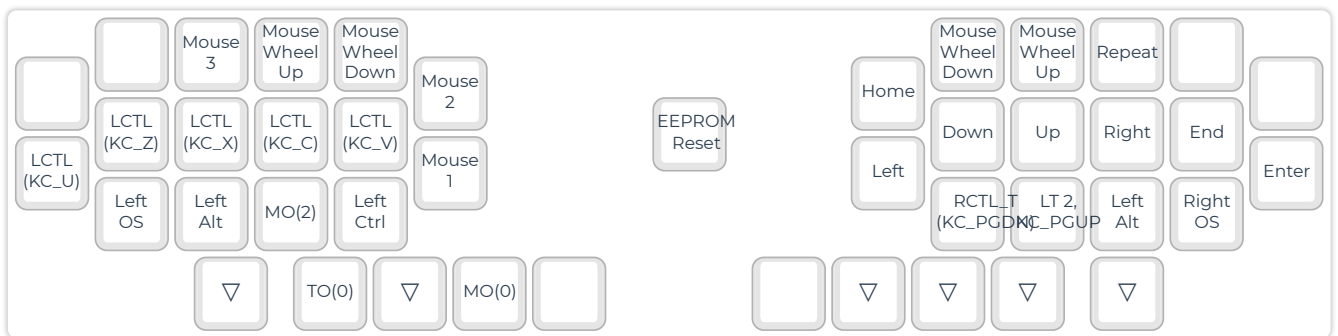 Mouse
3
Mouse
Wheel
Up
Mouse
Wheel
Down
Mouse
Wheel
Down
Mouse
Wheel
Up
Repeat
Mouse
2
Home
LCTL
(KC_Z)
LCTL
(KC_X)
LCTL
(KC_C)
LCTL
(KC_V)
EEPROM
Reset
Down
Up
Right
End
LCTL
(KC_U)
Mouse
1
Left
Enter
Left
OS
Left
Alt
MO(2)
Left
Ctrl
RCTL_T
(KC_PGDN)
LT 2,
KC_PGUP
Left
Alt
Right
OS
▽
TO(0)
▽
MO(0)
▽
▽
▽
▽